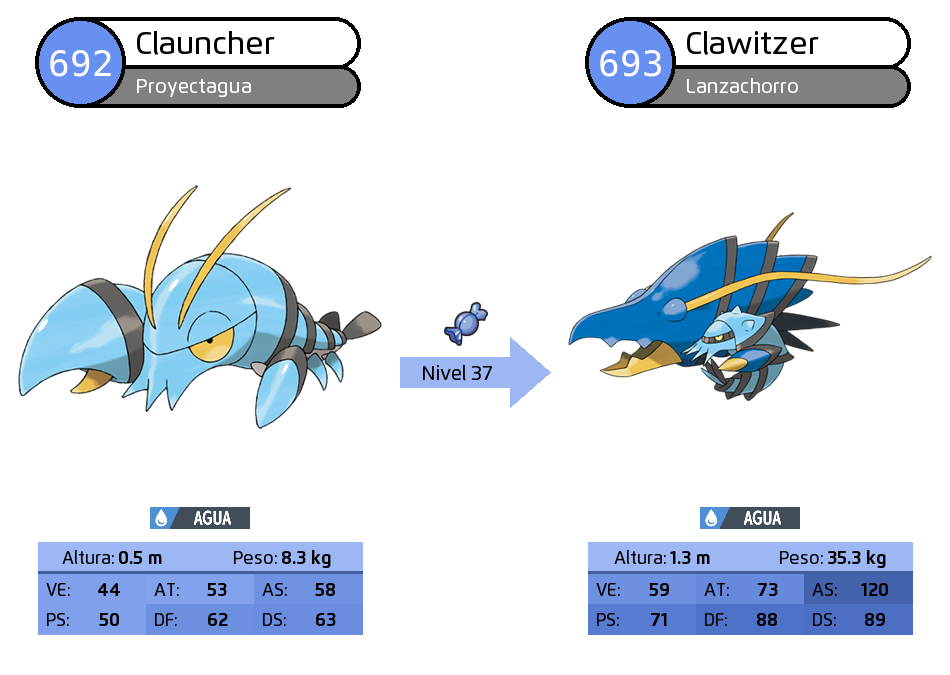 692
Clauncher
Proyectagua
693
Clawitzer
Lanzachorro
Nivel 37
AGUA
Altura: 0.5 m Peso: 8.3 kg
VE: 44 AT: 53 AS: 58
PS: 50 DF: 62 DS: 63
AGUA
Altura: 1.3 m Peso: 35.3 kg
VE: 59 AT: 73 AS: 120
PS: 71 DF: 88 DS: 89